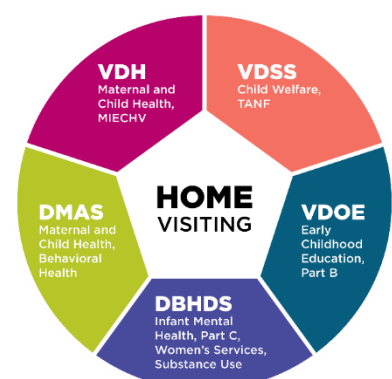 VDH
Maternal and
Child Health,
MIECHV
VDSS
Child Welfare,
TANF
HOME
VISITING
DMAS
Maternal and
Child Health,
Behavioral
Health
VDOE
Early
Childhood
Education,
Part B
DBHDS
Infant Mental
Health, Part C,
Women's Services,
Substance Use